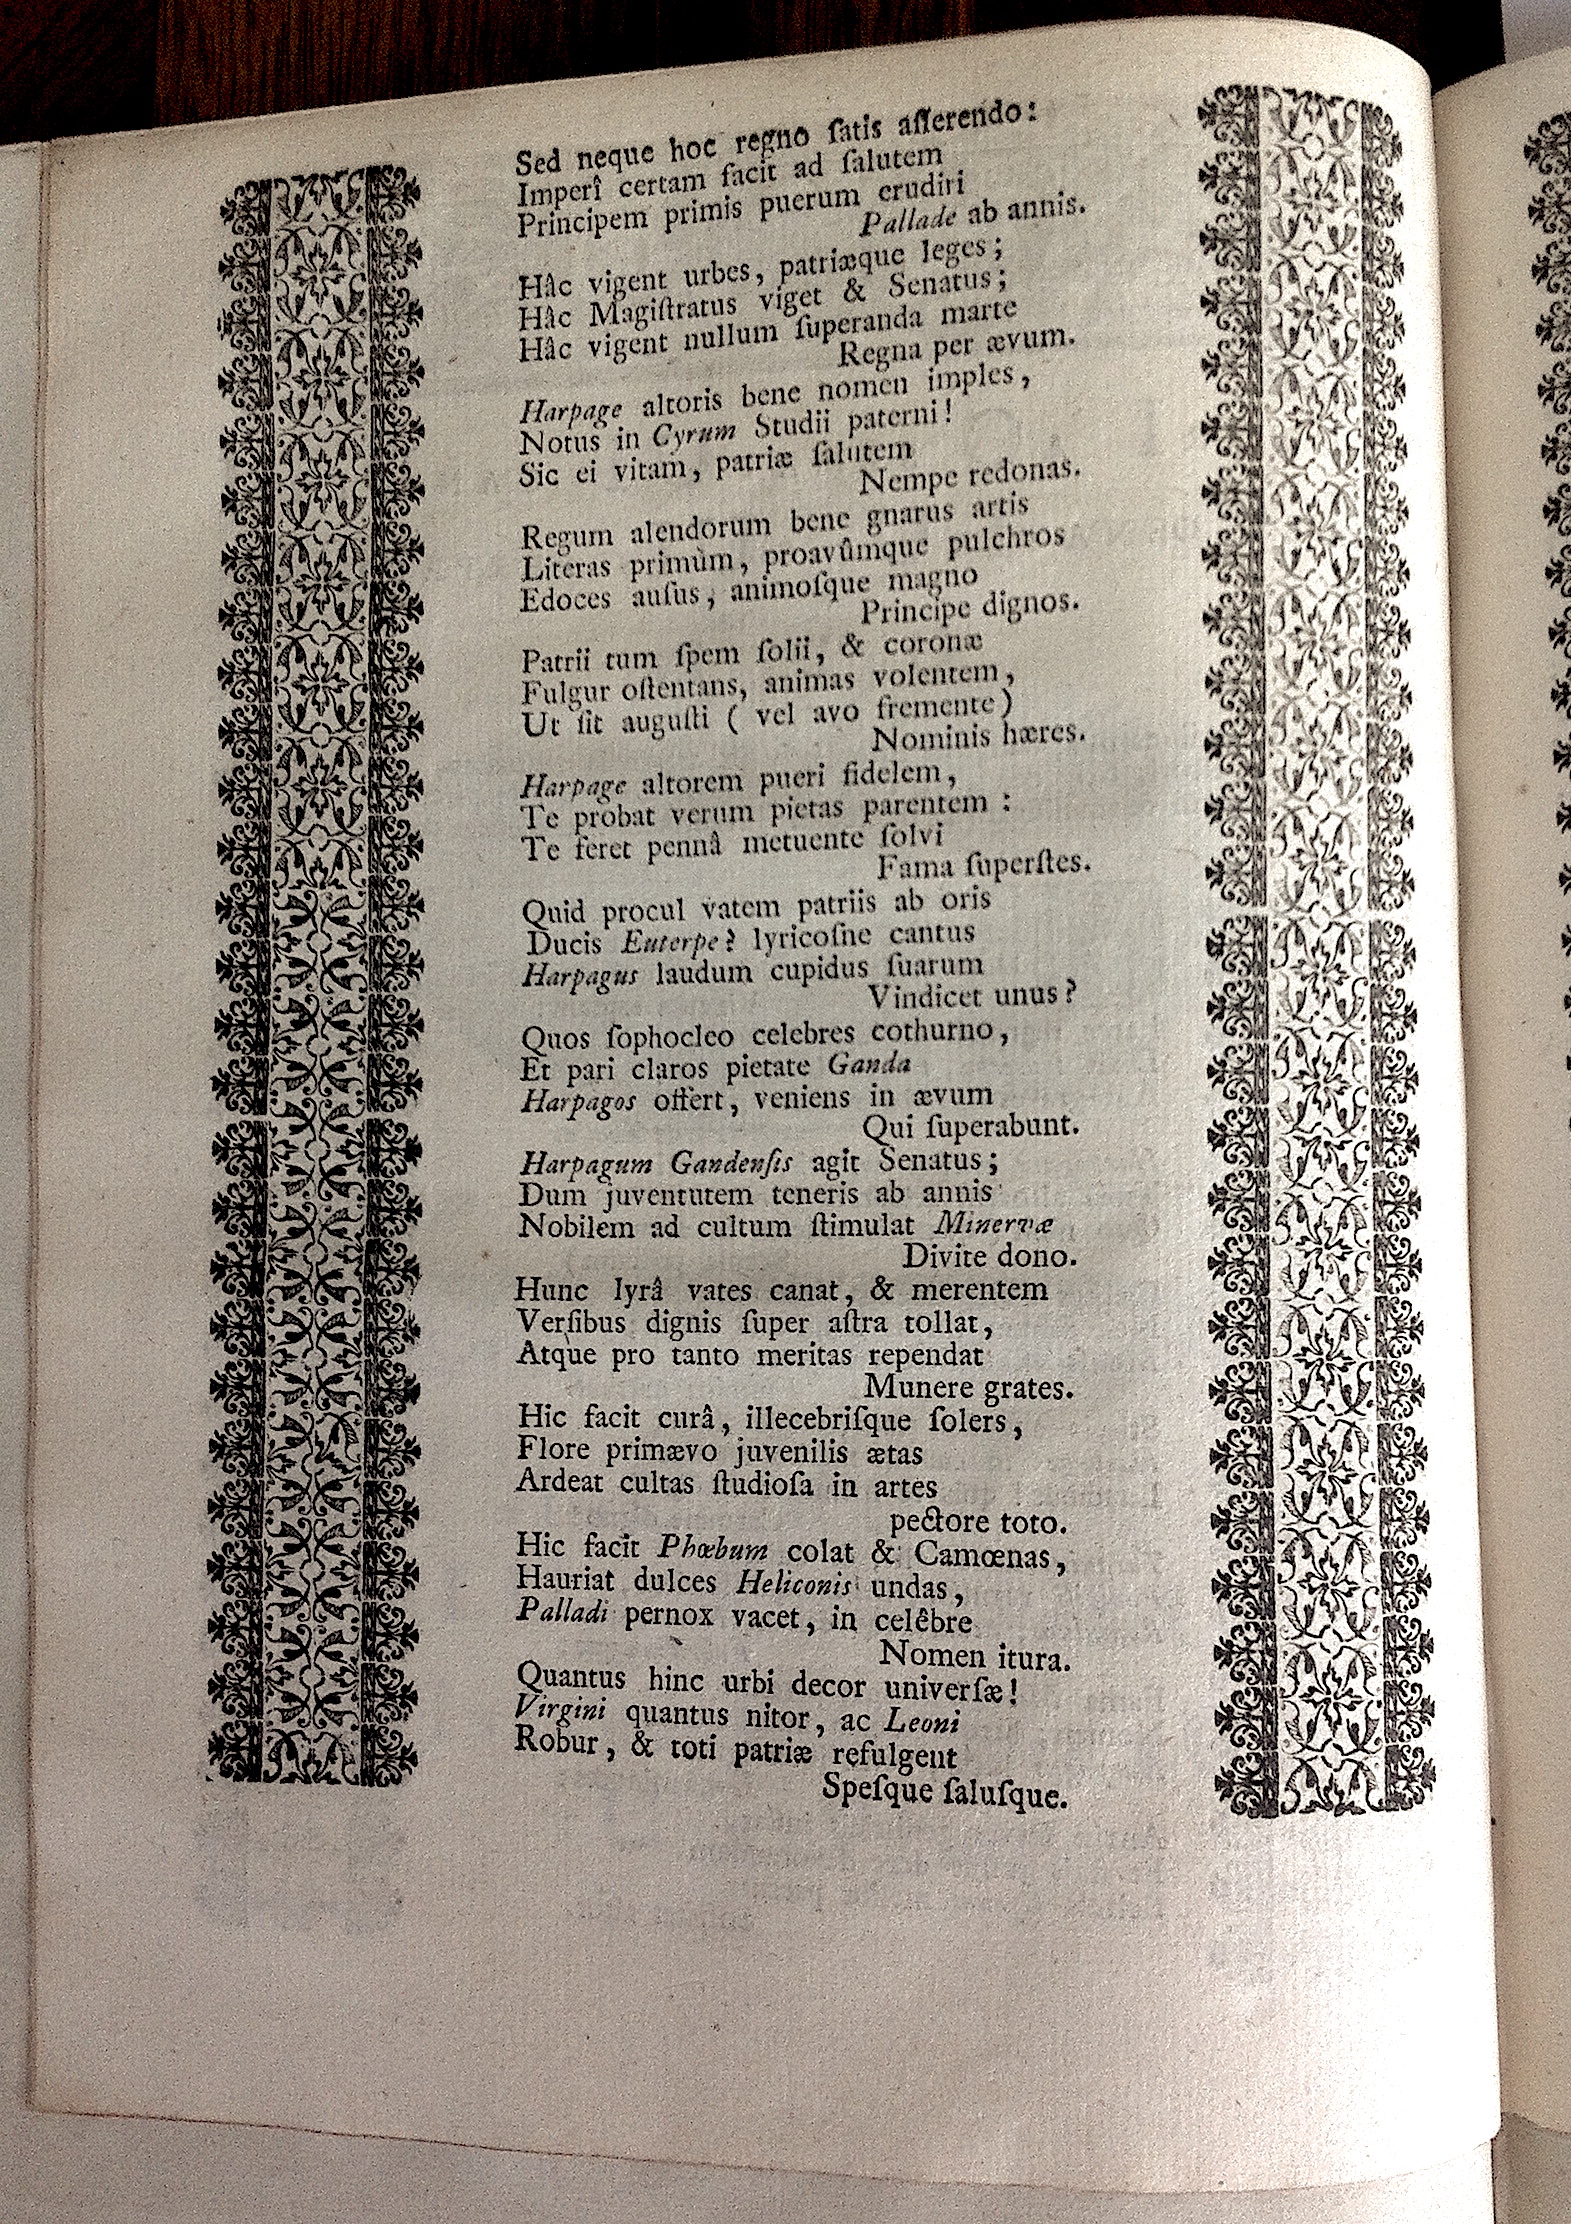 Sed neque hoc regno ſatis aſſerendo:
Imperî certam facit ad ſalutem
Principem primis puerum erudiri
Pallade ab annis.
Hâc vigent urbes, patriæque leges;
Hâc Magiſtratus viget & Senatus;
Hâc vigent nullum ſuperanda marte
Regna per ævum.
Harpage altoris bene nomen imples,
Notus in Cyrum Studii paterni!
Sic ei vitam, patriæ ſalutem
Nempe redonas.
Regum alendorum bene gnarus artis
Literas primùm, proavûmque pulchros
Edoces auſus, animoſque magno
Principe dignos.
Patrii tum ſpem ſolii, & coronæ
Fulgur oſtentans, animas volentem,
Ut ſit auguſti ( vel avo fremente)
Nominis hæres.
Harpage altorem pueri fidelem,
Te probat verum pietas parentem :
Te feret pennâ metuente ſolvi
Fama ſuperſtes.
Quid procul vatem patriis ab oris
Ducis Euterpe? lyricoſne cantus
Harpagus laudum cupidus ſuarum
Vindicet unus?
Quos ſophocleo celebres cothurno,
Et pari claros pietate Ganda
Harpagos offert, veniens in ævum
Qui ſuperabunt.
Harpagum Gandenſis agit Senatus;
Dum juventutem teneris ab annis
Nobilem ad cultum ſtimulat Minervæ
Divite dono.
Hunc lyrâ vates canat, & merentem
Verſibus dignis ſuper aſtra tollat,
Atque pro tanto meritas rependat
Munere grates.
Hic facit curâ, illecebriſque ſolers,
Flore primævo juvenilis ætas
Ardeat cultas ſtudioſa in artes
pectore toto.
Hic facit Phœbum colat & Camœnas,
Hauriat dulces Heliconis undas,
Palladi pernox vacet, in celêbre
Nomen itura.
Quantus hinc urbi decor univerſæ!
Virgini quantus nitor, ac Leoni
Robur, & toti patriæ refulgent
Speſque ſaluſque.